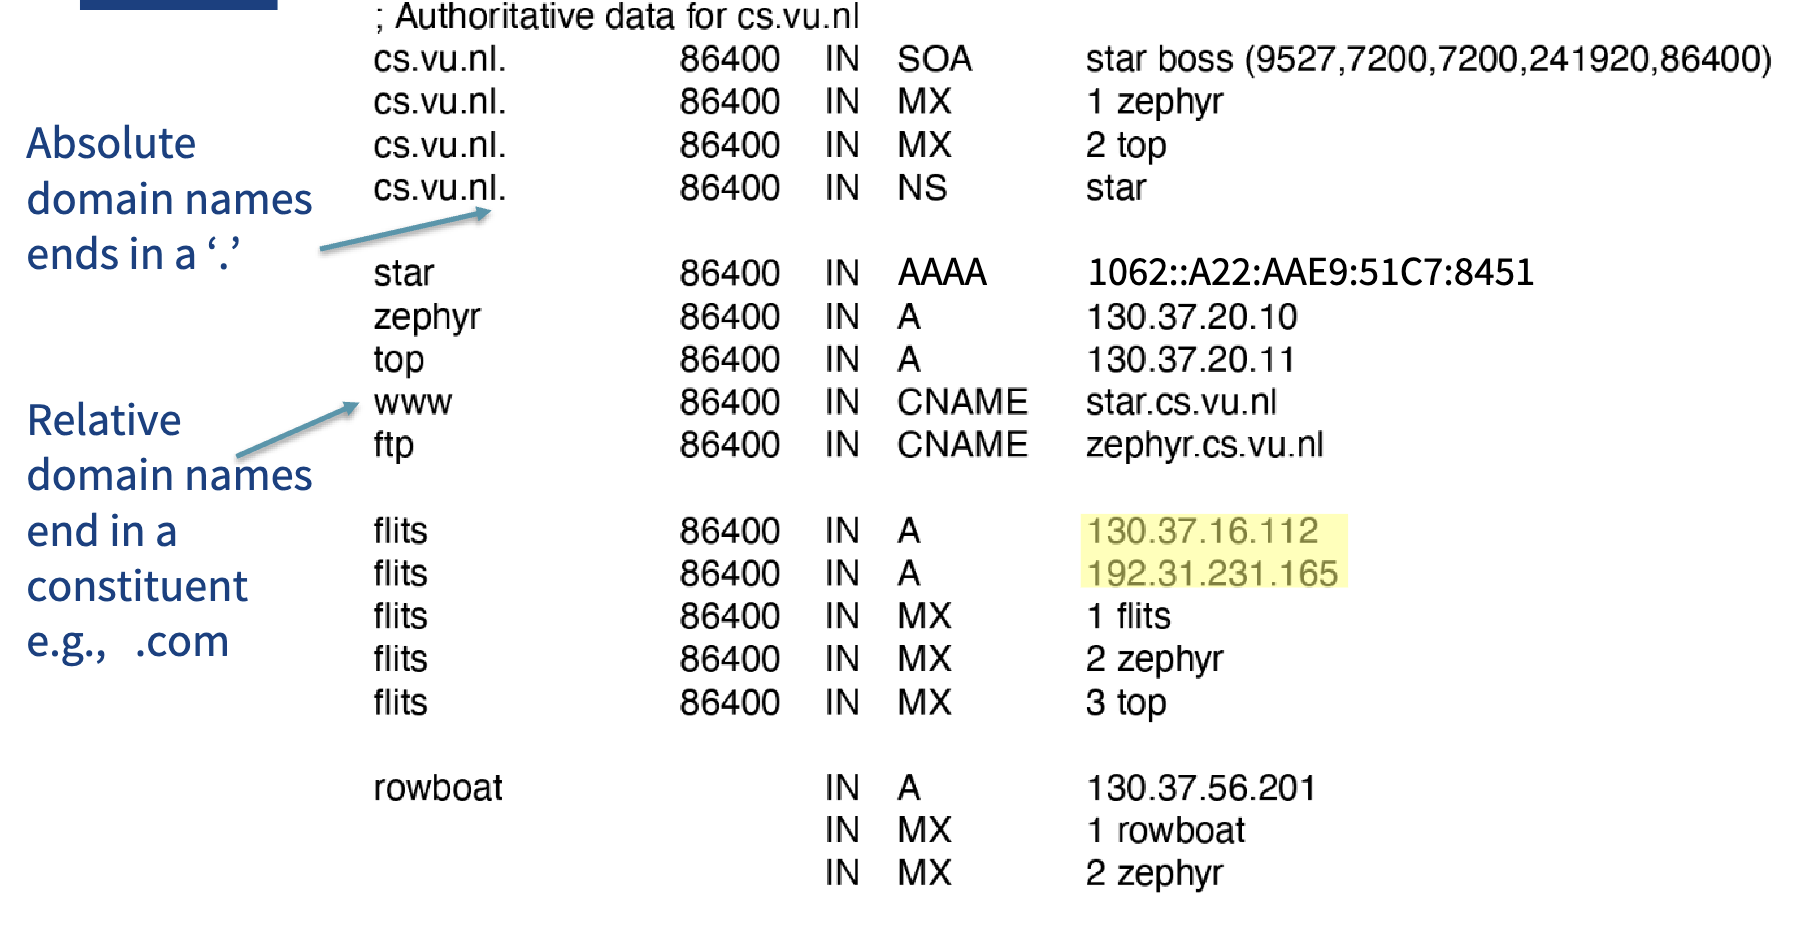 ; Authoritative data for cs.vu.nl
cs.vu.nl. 86400 IN SOA star boss (9527,7200,7200,241920,86400)
cs.vu.nl. 86400 IN MX 1 zephyr
cs.vu.nl. 86400 IN MX 2 top
cs.vu.nl. 86400 IN NS star
Absolute
domain names
ends in a ‘.’
star 86400 IN AAAA 1062::A22:AAE9:51C7:8451
zephyr 86400 IN A 130.37.20.10
top 86400 IN A 130.37.20.11
www 86400 IN CNAME star.cs.vu.nl
ftp 86400 IN CNAME zephyr.cs.vu.nl
Relative
domain names
end in a
constituent
e.g., .com
flits 86400 IN A 130.37.16.112
flits 86400 IN A 192.31.231.165
flits 86400 IN MX 1 flits
flits 86400 IN MX 2 zephyr
flits 86400 IN MX 3 top
rowboat IN A 130.37.56.201
IN MX 1 rowboat
IN MX 2 zephyr